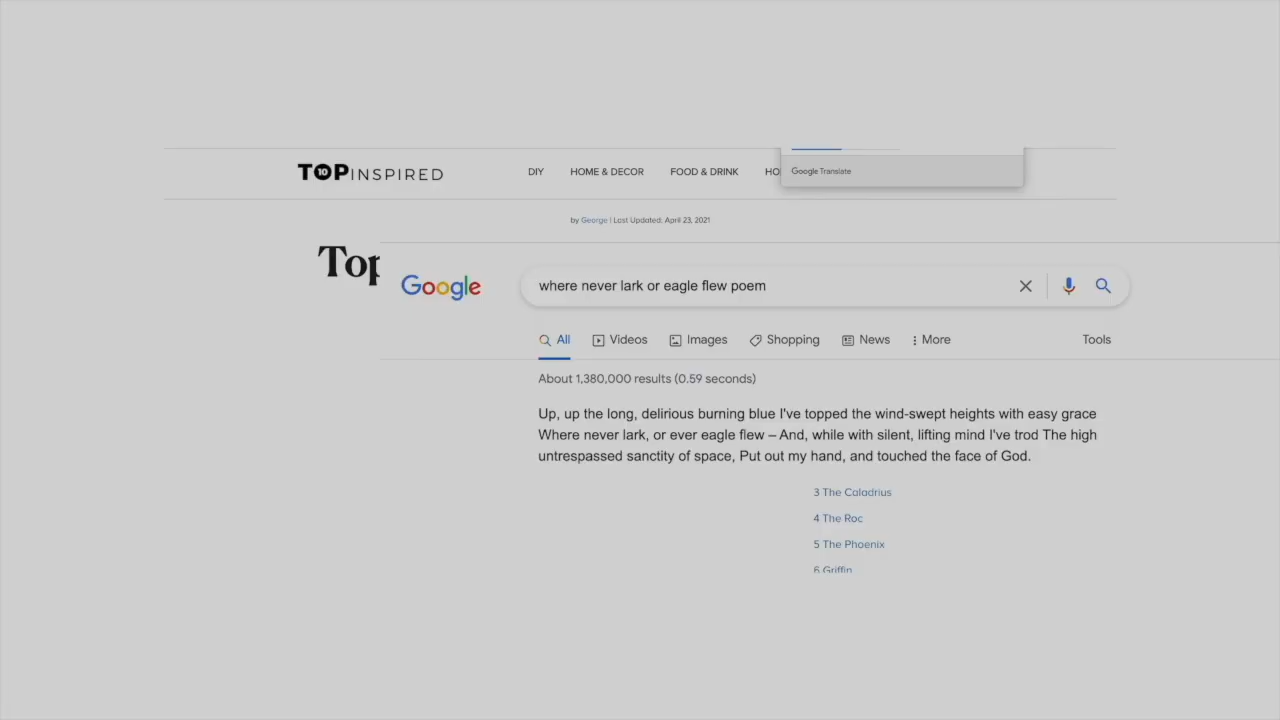 TOP10INSPIRED
DIY HOME & DECOR FOOD & DRINK HO
Google Translate
by George | Last Updated: April 23, 2021
Top
Google
where never lark or eagle flew poem
All Videos Images Shopping News More Tools
About 1,380,000 results (0.59 seconds)
Up, up the long, delirious burning blue I've topped the wind-swept heights with easy grace
Where never lark, or ever eagle flew – And, while with silent, lifting mind I've trod The high
untrespassed sanctity of space, Put out my hand, and touched the face of God.
3 The Caladrius
4 The Roc
5 The Phoenix
6 Griffin